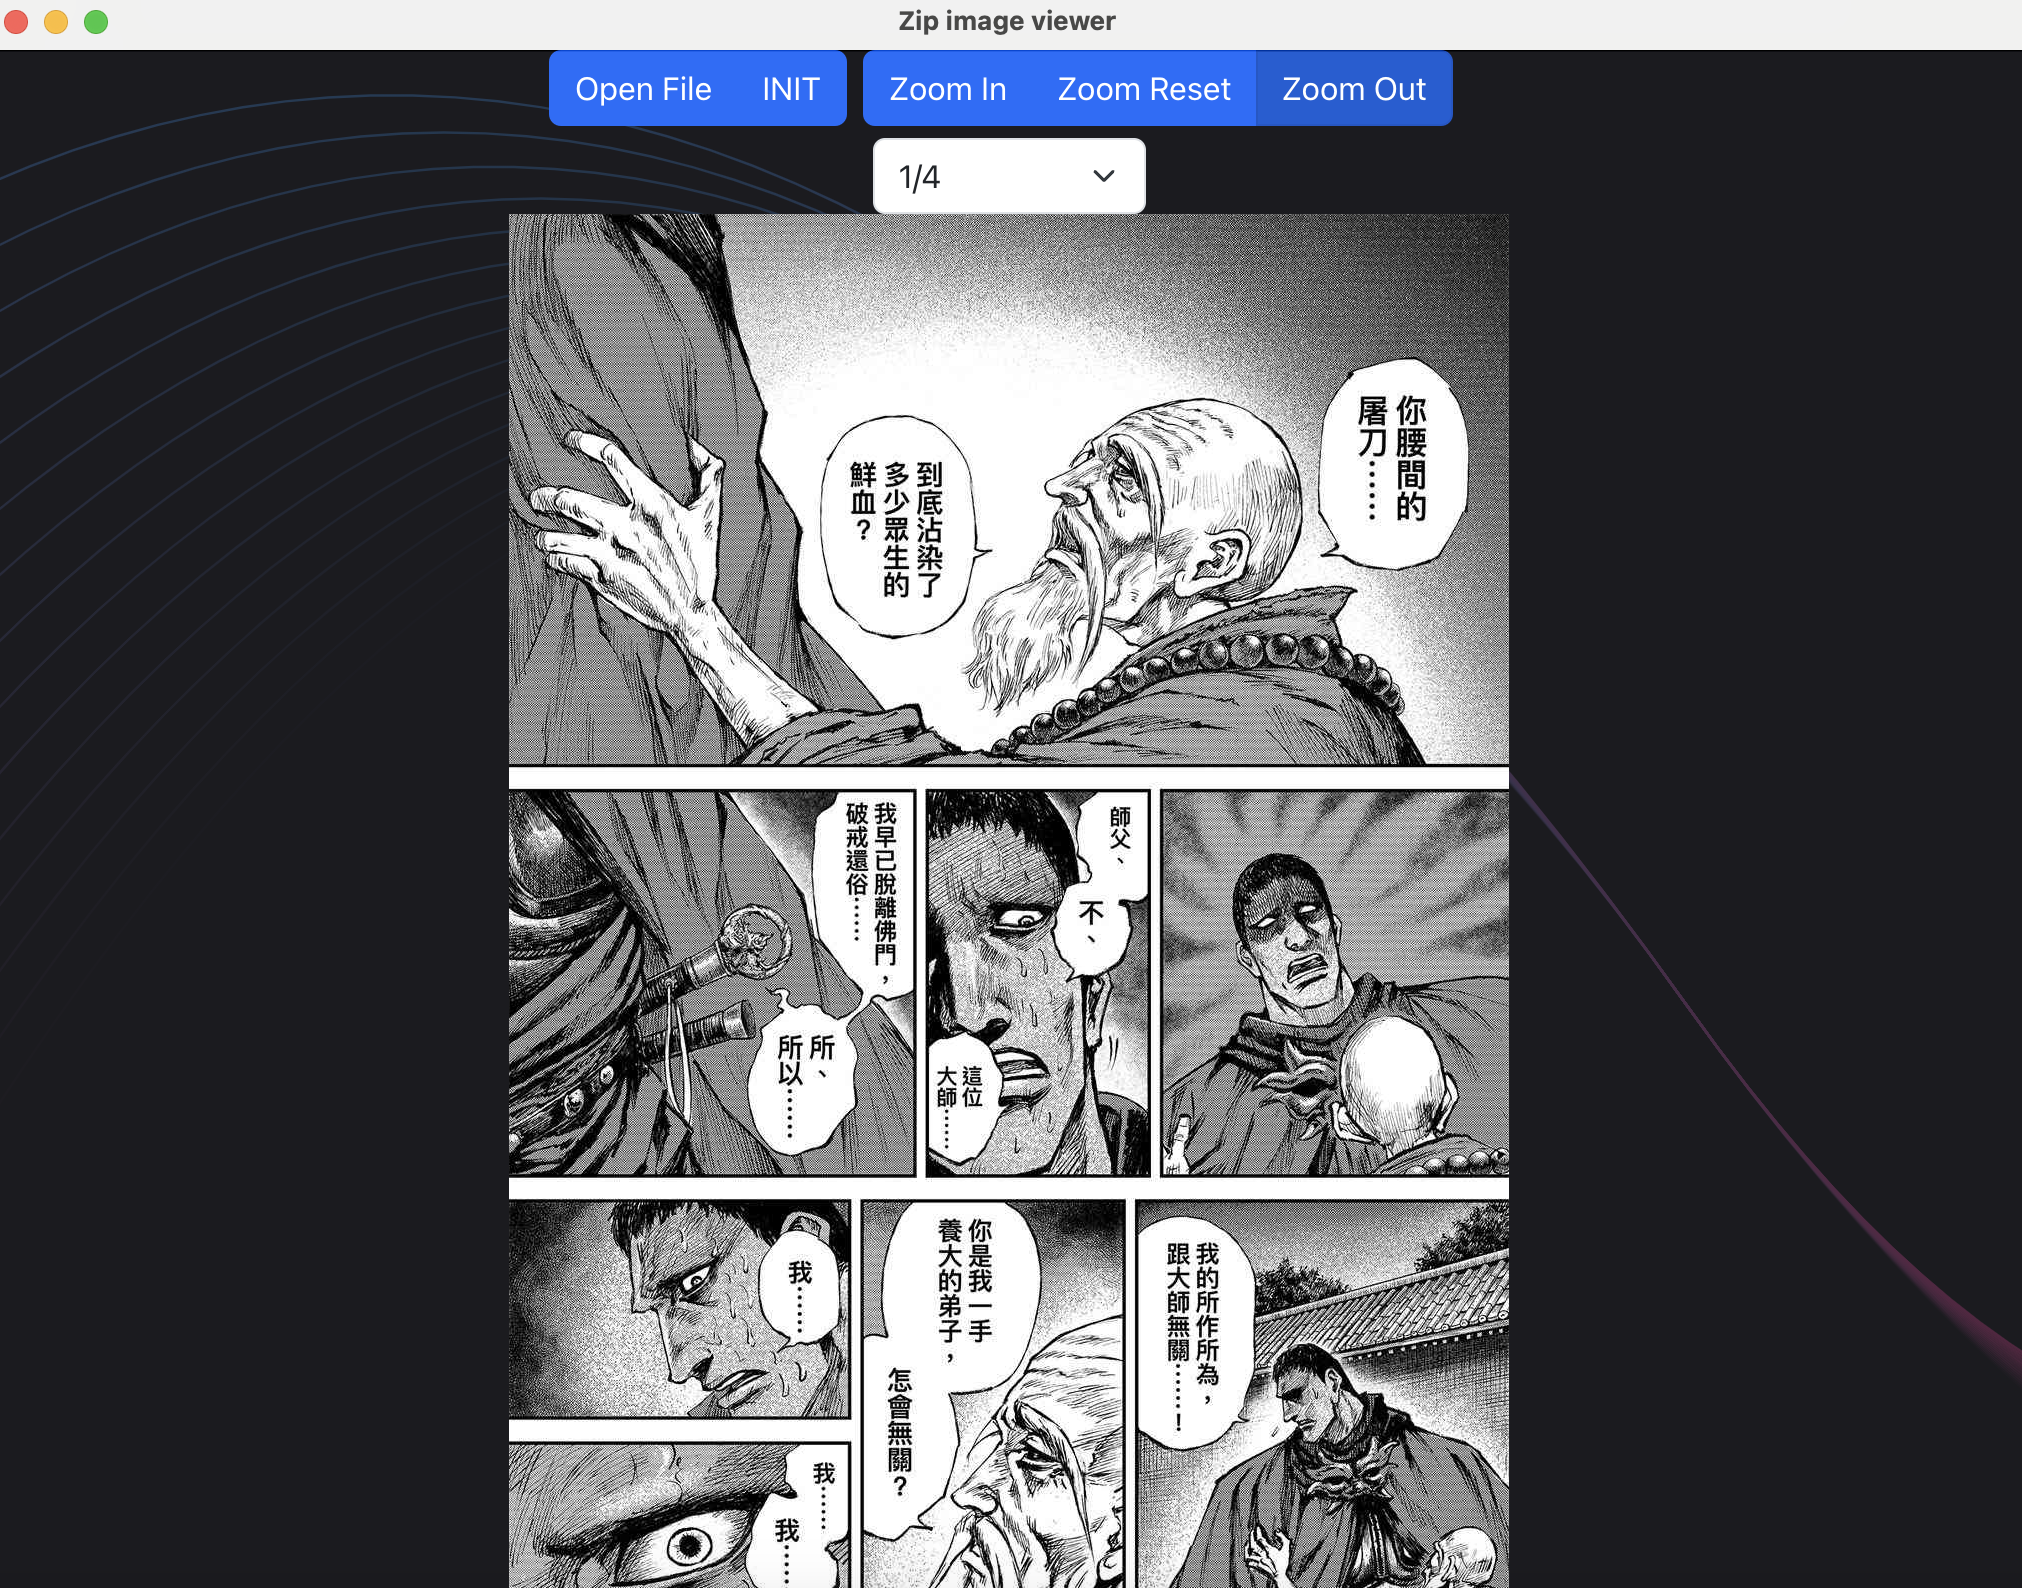 Zip image viewer
Open File
INIT
Zoom In
Zoom Reset
Zoom Out
1/4
你腰間的
屠刀……
到底沾染了
多少眾生的
鮮血？
師父、
不、
這位
大師……
我早已脫離佛門，
破戒還俗……
所、
所以……
我的所作所為，
跟大師無關……！
你是我一手
養大的弟子，
怎會無關？
我……
我……
我……